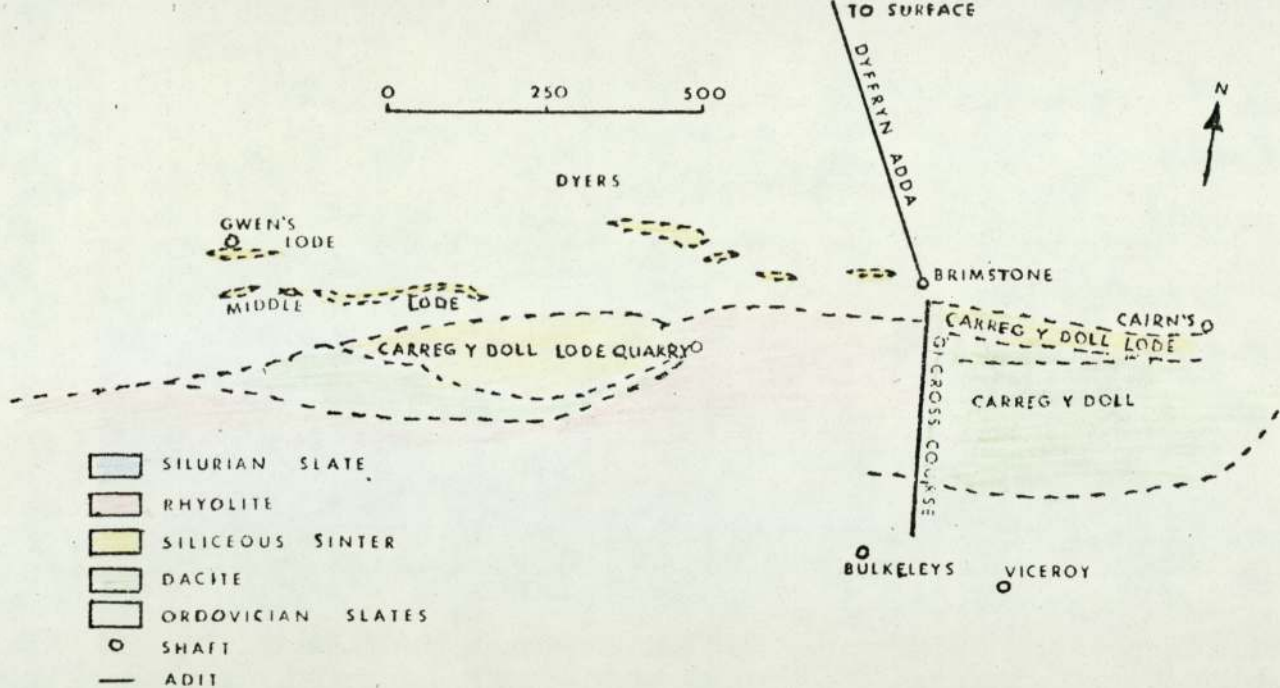 TO SURFACE
DYFFRYN ADDA
0 250 500
N
DYERS
GWEN'S
LODE
BRIMSTONE
MIDDLE LODE
CARREG Y DOLL LODE
CAIRN'S
CARREG Y DOLL LODE QUARRY
CROSS COURSE
CARREG Y DOLL
SILURIAN SLATE
RHYOLITE
SILICEOUS SINTER
DACITE
ORDOVICIAN SLATES
SHAFT
ADIT
BULKELEYS
VICEROY